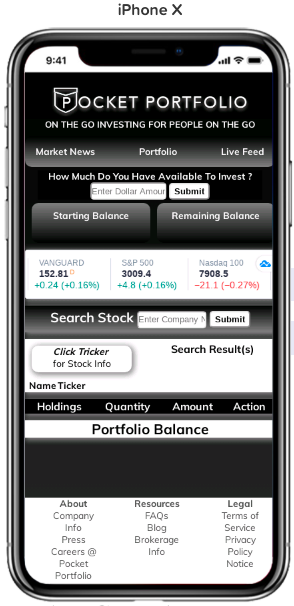 iPhone X
9:41
POCKET PORTFOLIO
ON THE GO INVESTING FOR PEOPLE ON THE GO
Market News Portfolio Live Feed
How Much Do You Have Available To Invest ?
Enter Dollar Amour Submit
Starting Balance Remaining Balance
VANGUARD S&P 500 Nasdaq 100
152.81 D 3009.4 7908.5
+0.24 (+0.16%) +4.8 (+0.16%) −21.1 (−0.27%)
Search Stock Enter Company N Submit
Click Tricker Search Result(s)
for Stock Info
Name Ticker
Holdings Quantity Amount Action
Portfolio Balance
About Resources Legal
Company FAQs Terms of
Info Blog Service
Press Brokerage Privacy
Careers @ Info Policy
Pocket Notice
Portfolio